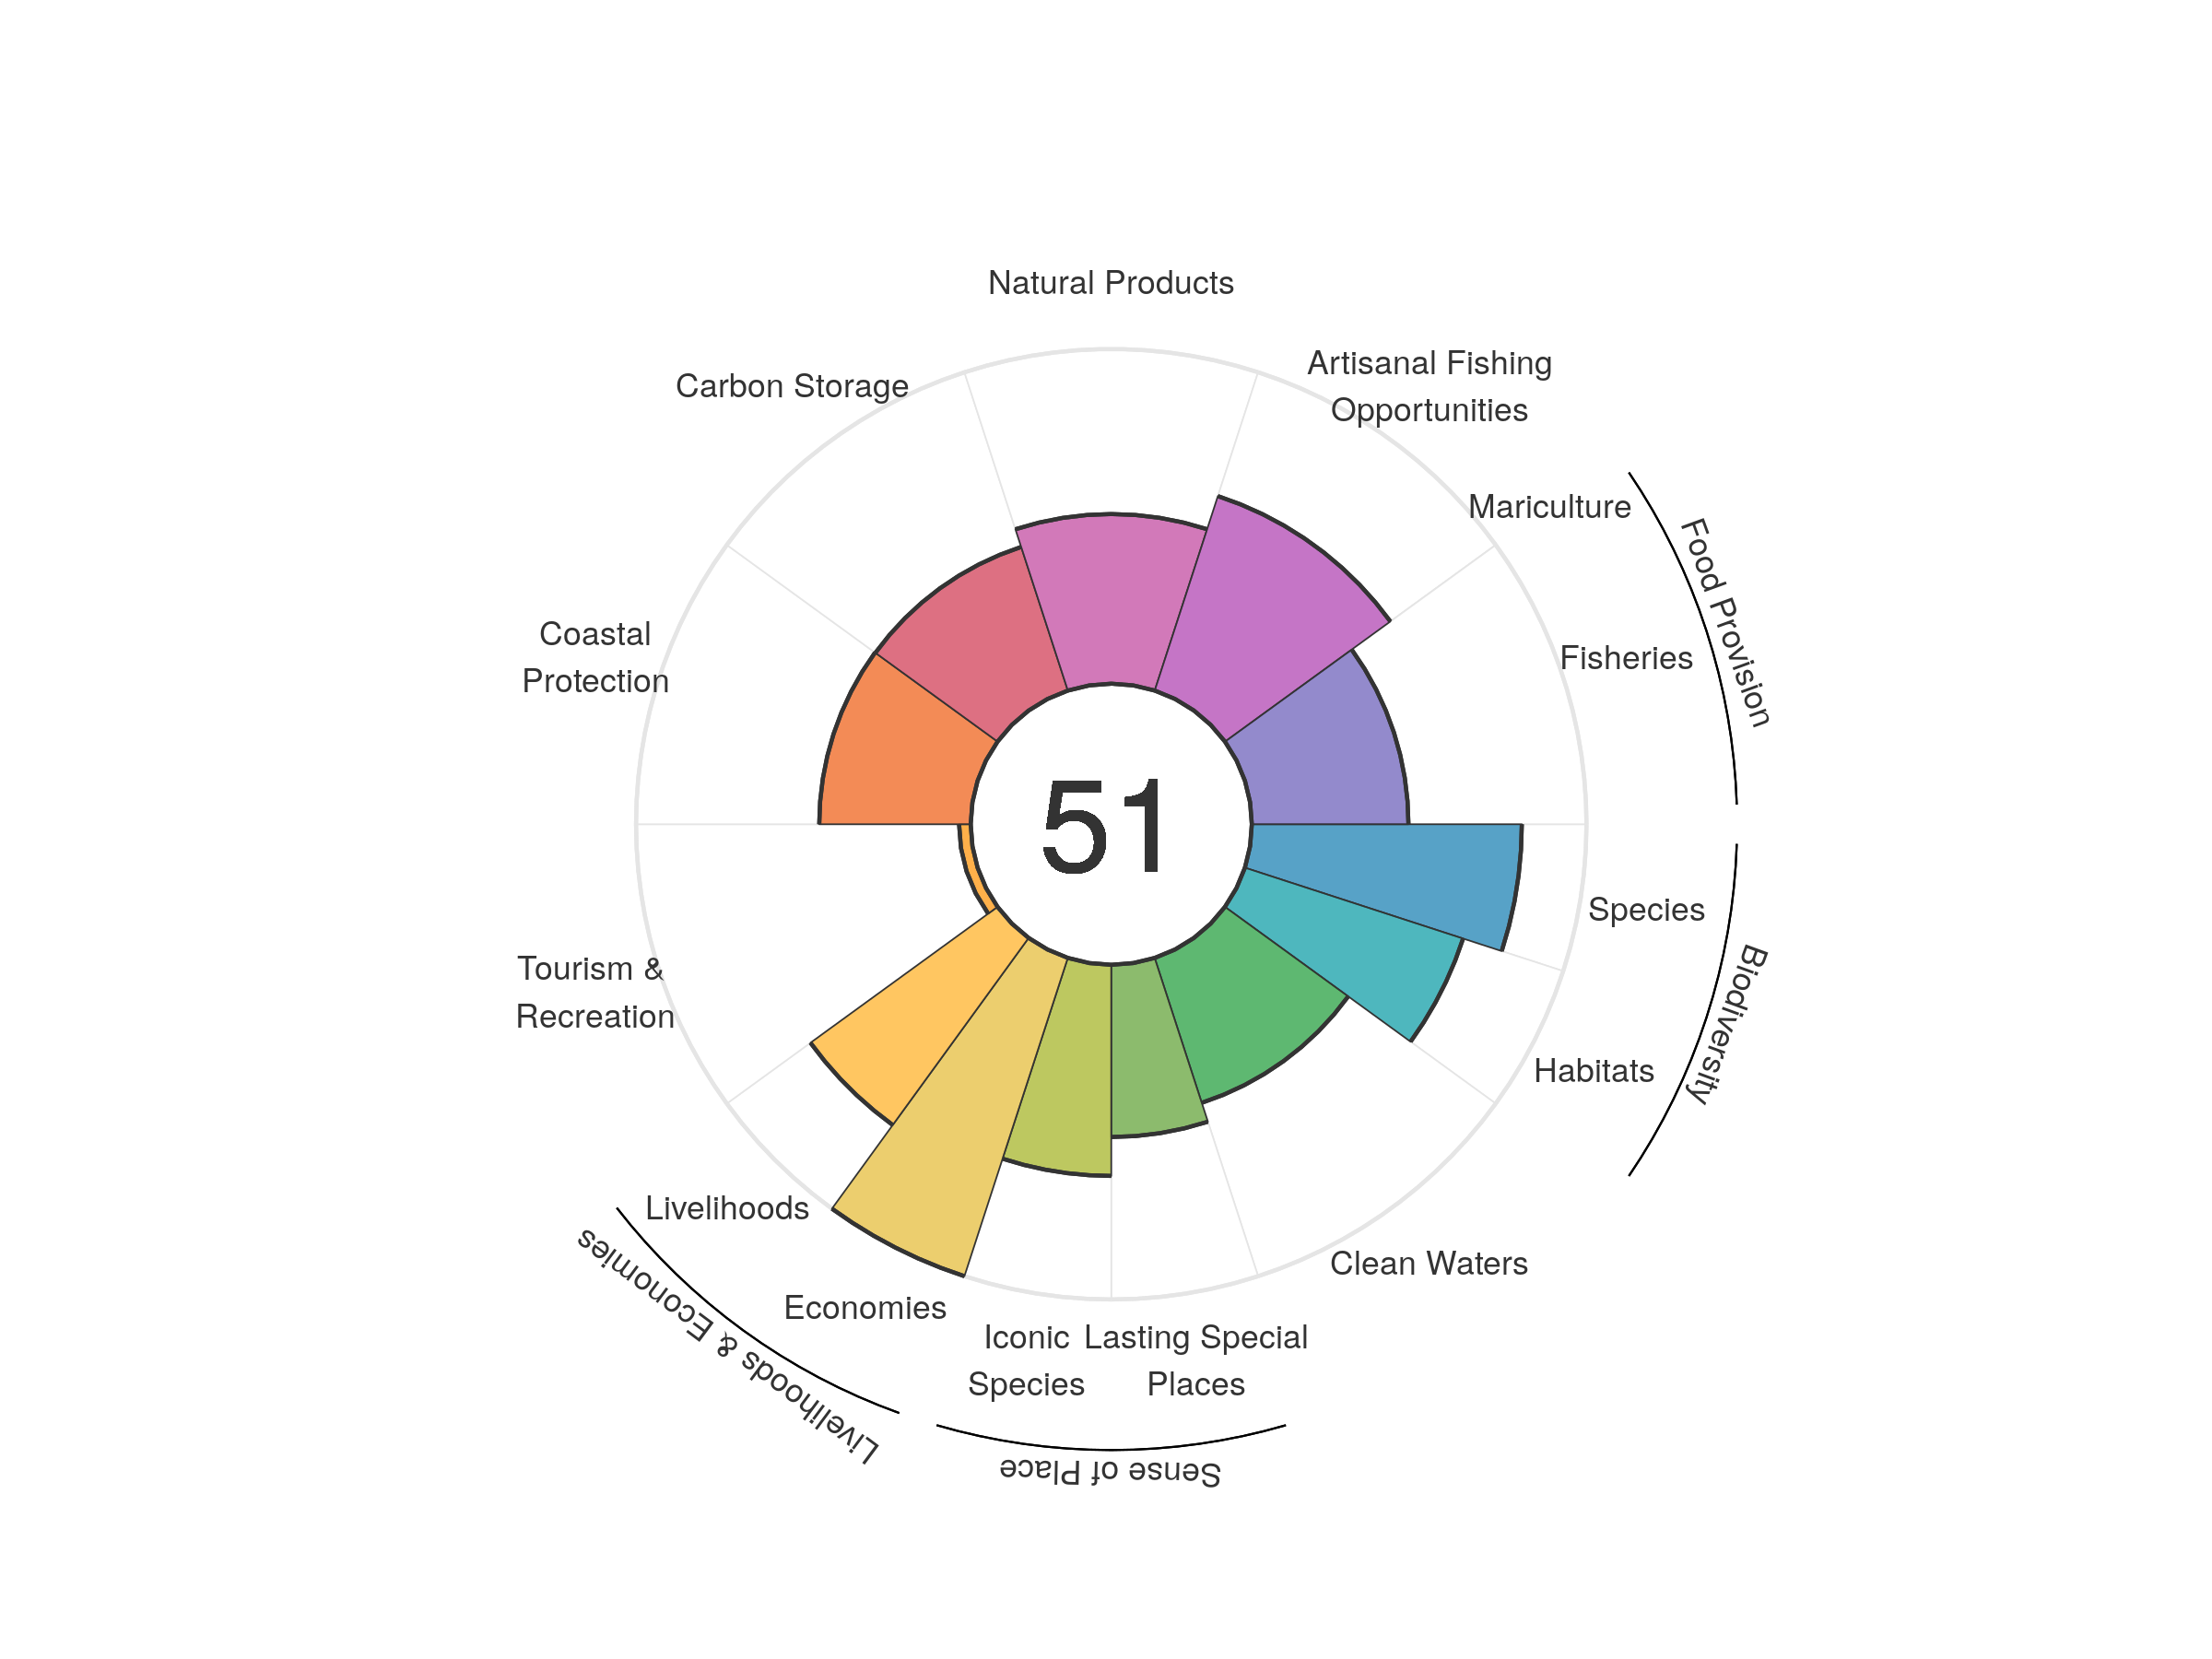 Natural Products
Artisanal Fishing
Opportunities
Carbon Storage
Mariculture
Food Provision
Fisheries
Coastal
Protection
51
Species
Biodiversity
Tourism &
Recreation
Habitats
Livelihoods
Clean Waters
Economies
Livelihoods & Economies
Iconic
Species
Lasting Special
Places
Sense of Place